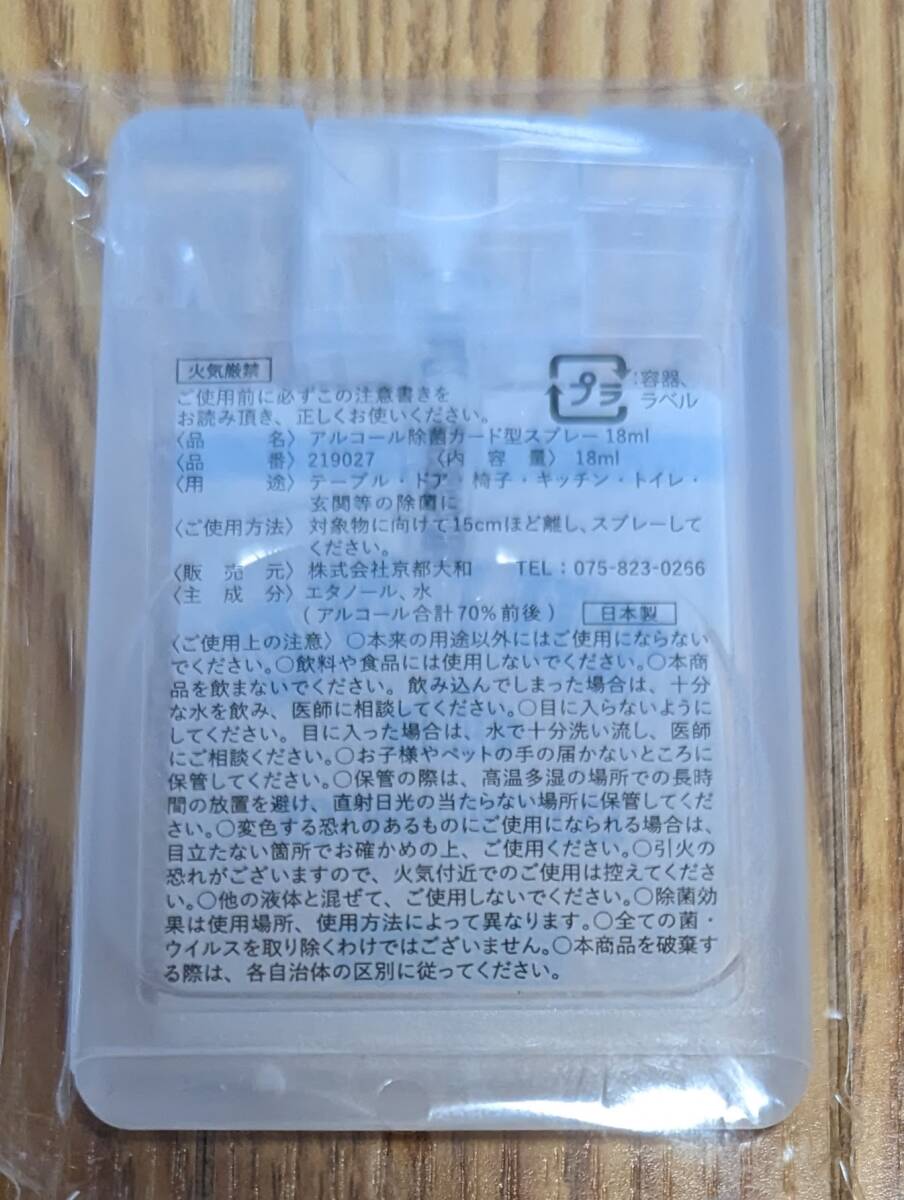 火気厳禁
ご使用前に必ずこの注意書きを
お読み頂き、正しくお使いください。
プラ :容器、
ラベル
〈品名〉アルコール除菌カード型スプレー 18ml
〈品番〉219027 〈内容量〉18ml
〈用途〉テーブル・ドア・椅子・キッチン・トイレ・
玄関等の除菌に
〈ご使用方法〉対象物に向けて15cmほど離し、スプレーして
ください。
〈販売元〉株式会社京都大和 TEL：075-823-0266
〈主成分〉エタノール、水
(アルコール合計70%前後) 日本製
〈ご使用上の注意〉○本来の用途以外にはご使用にならない
でください。○飲料や食品には使用しないでください。○本商
品を飲まないでください。飲み込んでしまった場合は、十分
な水を飲み、医師に相談してください。○目に入らないように
してください。目に入った場合は、水で十分洗い流し、医師
にご相談ください。○お子様やペットの手の届かないところに
保管してください。○保管の際は、高温多湿の場所での長時
間の放置を避け、直射日光の当たらない場所に保管してくだ
さい。○変色する恐れのあるものにご使用になられる場合は、
目立たない箇所でお確かめの上、ご使用ください。○引火の
恐れがございますので、火気付近でのご使用は控えてくださ
い。○他の液体と混ぜて、ご使用しないでください。○除菌効
果は使用場所、使用方法によって異なります。○全ての菌・
ウイルスを取り除くわけではございません。○本商品を破棄す
る際は、各自治体の区別に従ってください。